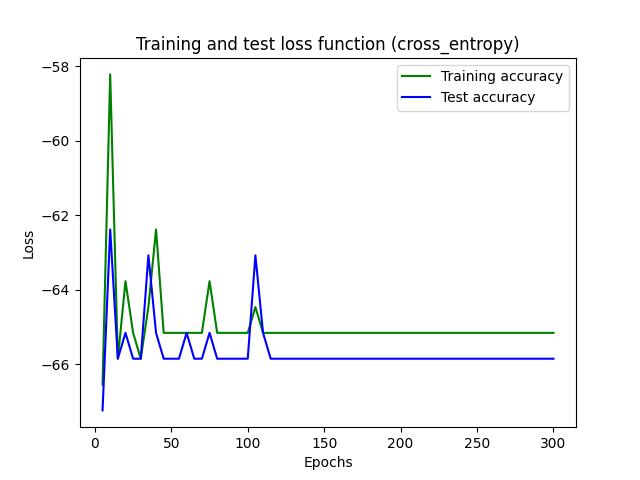 Training and test loss function (cross_entropy)
Training accuracy
Test accuracy
Loss
−58
−60
−62
−64
−66
0 50 100 150 200 250 300
Epochs